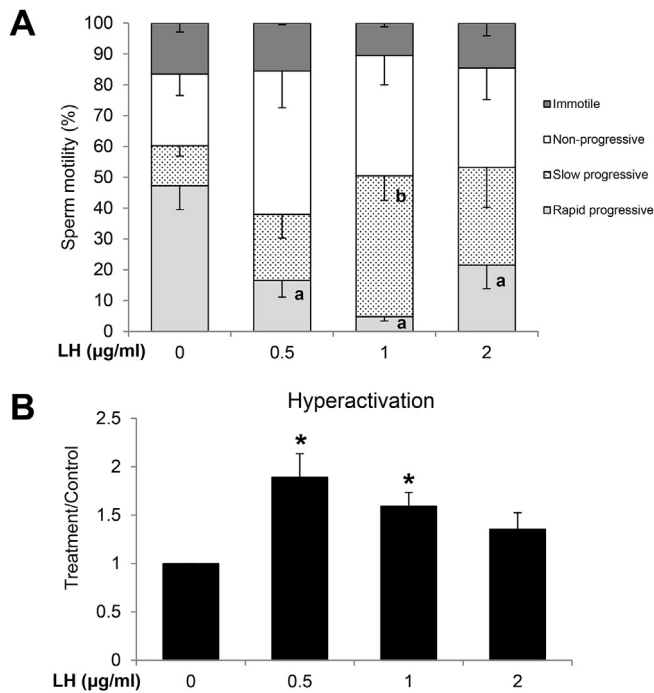 A
Sperm motility (%)
100
90
80
70
60
50
40
30
20
10
0
a
b
a
a
Immotile
Non-progressive
Slow progressive
Rapid progressive
LH (µg/ml) 0 0.5 1 2
B
Hyperactivation
Treatment/Control
2.5
2
1.5
1
0.5
0
*
*
LH (µg/ml) 0 0.5 1 2